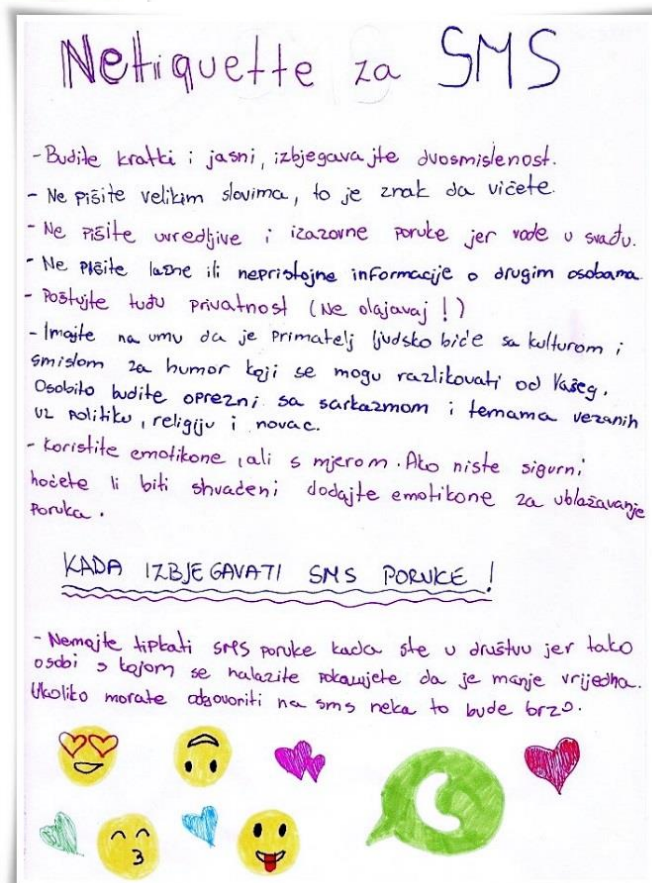 Netiquette za SMS
- Budite kratki i jasni, izbjegavajte dvosmislenost.
- Ne pišite velikim slovima, to je znak da vičete.
- Ne pišite uvredljive i izazovne poruke jer vode u svađu.
- Ne pišite lažne ili nepristojne informacije o drugim osobama.
- Poštujte tuđu privatnost (Ne olajavaj!)
- Imajte na umu da je primatelj ljudsko biće sa kulturom i
smislom za humor koji se mogu razlikovati od Vašeg.
Osobito budite oprezni sa sarkazmom i temama vezanih
uz politiku, religiju i novac.
- Koristite emotikone, ali s mjerom. Ako niste sigurni
hoćete li biti shvaćeni dodajte emotikone za ublažavanje
poruka.
KADA IZBJEGAVATI SMS PORUKE!
- Nemojte tipkati SMS poruke kada ste u društvu jer tako
osobi s kojom se nalazite pokazujete da je manje vrijedna.
Ukoliko morate odgovoriti na sms neka to bude brzo.